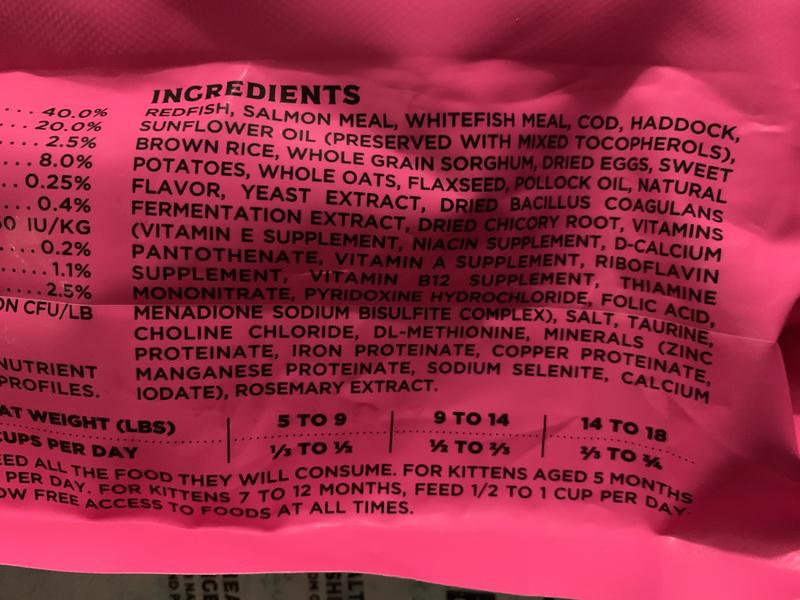 INGREDIENTS
REDFISH, SALMON MEAL, WHITEFISH MEAL, COD, HADDOCK,
SUNFLOWER OIL (PRESERVED WITH MIXED TOCOPHEROLS),
BROWN RICE, WHOLE GRAIN SORGHUM, DRIED EGGS, SWEET
POTATOES, WHOLE OATS, FLAXSEED, POLLOCK OIL, NATURAL
FLAVOR, YEAST EXTRACT, DRIED BACILLUS COAGULANS
FERMENTATION EXTRACT, DRIED CHICORY ROOT, VITAMINS
(VITAMIN E SUPPLEMENT, NIACIN SUPPLEMENT, D-CALCIUM
PANTOTHENATE, VITAMIN A SUPPLEMENT, RIBOFLAVIN
SUPPLEMENT, VITAMIN B12 SUPPLEMENT, THIAMINE
MONONITRATE, PYRIDOXINE HYDROCHLORIDE, FOLIC ACID,
MENADIONE SODIUM BISULFITE COMPLEX), SALT, TAURINE,
CHOLINE CHLORIDE, DL-METHIONINE, MINERALS (ZINC
PROTEINATE, IRON PROTEINATE, COPPER PROTEINATE,
MANGANESE PROTEINATE, SODIUM SELENITE, CALCIUM
IODATE), ROSEMARY EXTRACT.
....40.0%
....20.0%
....2.5%
....8.0%
....0.25%
....0.4%
IU/KG
....0.2%
....1.1%
....2.5%
CFU/LB
NUTRIENT
PROFILES.
WEIGHT (LBS) 5 TO 9 9 TO 14 14 TO 18
CUPS PER DAY 1/3 TO 1/2 1/2 TO 2/3 2/3 TO 3/4
ALL THE FOOD THEY WILL CONSUME. FOR KITTENS AGED 5 MONTHS
PER DAY. FOR KITTENS 7 TO 12 MONTHS, FEED 1/2 TO 1 CUP PER DAY.
FREE ACCESS TO FOODS AT ALL TIMES.